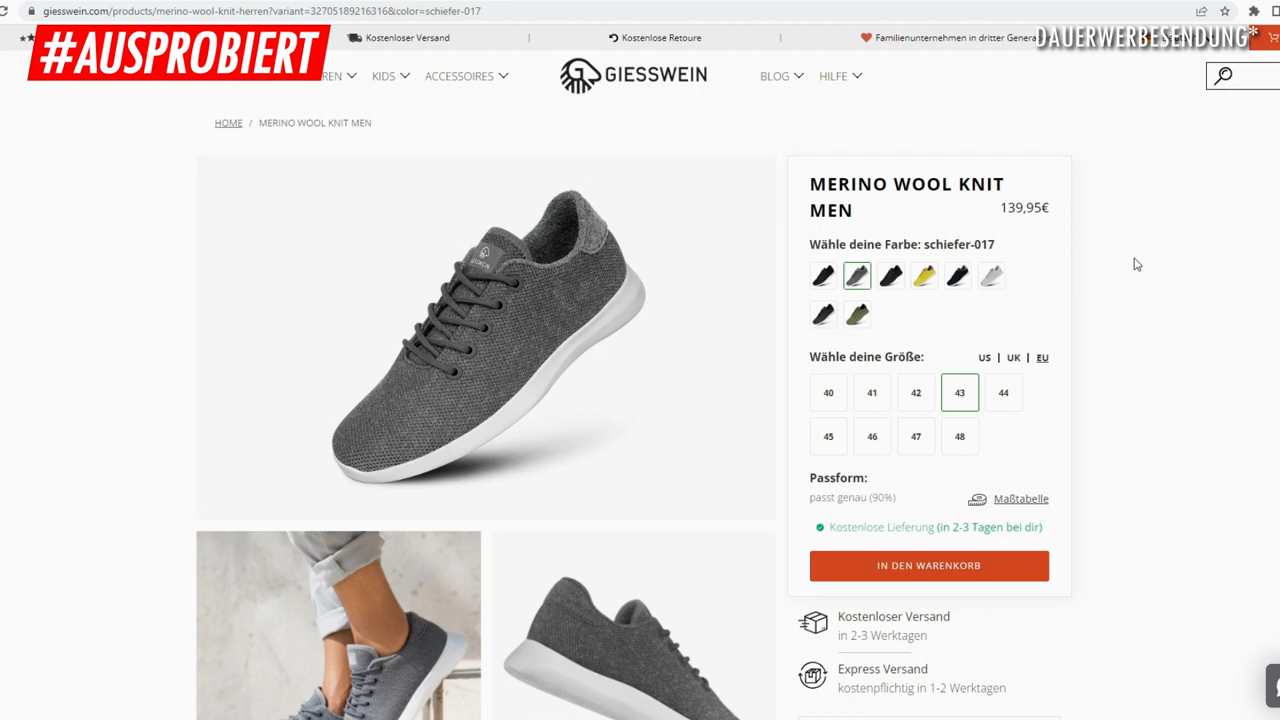 giesswein.com/products/merino-wool-knit-herren?variant=32705189216316&color=schiefer-017
#AUSPROBIERT
Kostenloser Versand
Kostenlose Retoure
Familienunternehmen in dritter
DAUERWERBESENDUNG*
KIDS
ACCESSOIRES
GIESSWEIN
BLOG
HILFE
HOME / MERINO WOOL KNIT MEN
MERINO WOOL KNIT
MEN
139,95€
Wähle deine Farbe: schiefer-017
Wähle deine Größe:
US | UK | EU
40 41 42 43 44
45 46 47 48
Passform:
passt genau (90%)
Maßtabelle
Kostenlose Lieferung (in 2-3 Tagen bei dir)
IN DEN WARENKORB
Kostenloser Versand
in 2-3 Werktagen
Express Versand
kostenpflichtig in 1-2 Werktagen